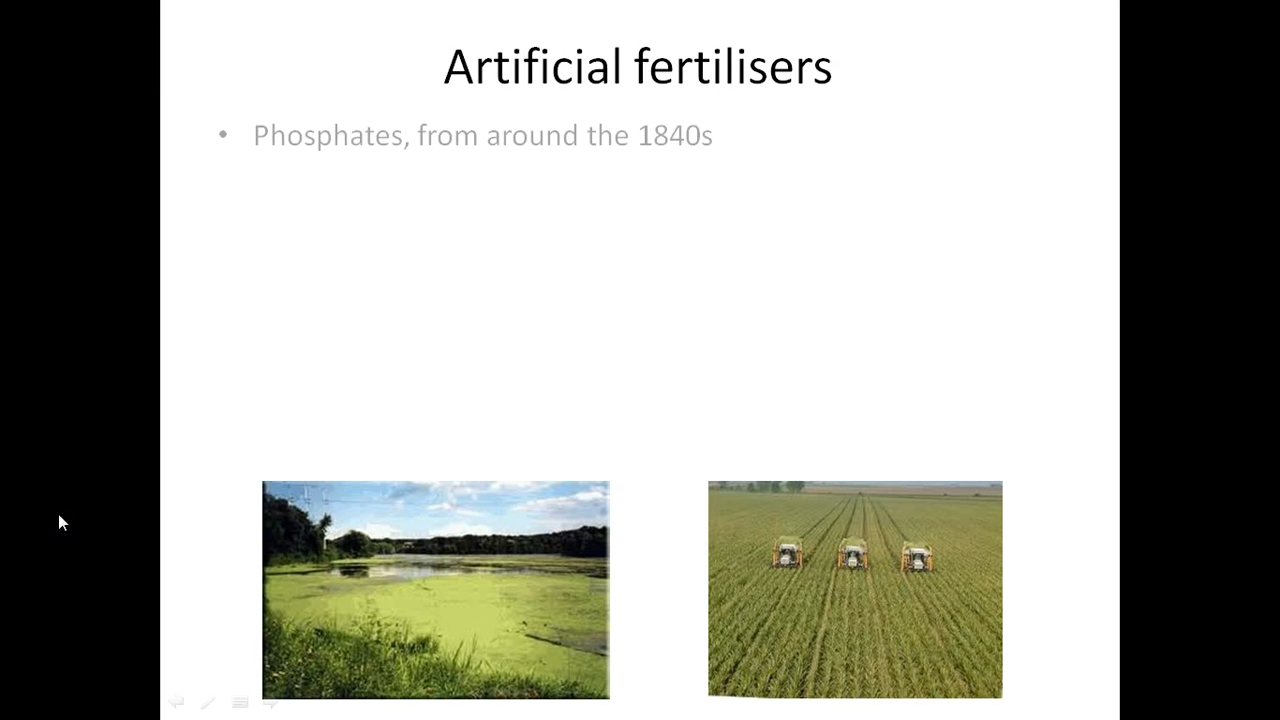 Artificial fertilisers
• Phosphates, from around the 1840s